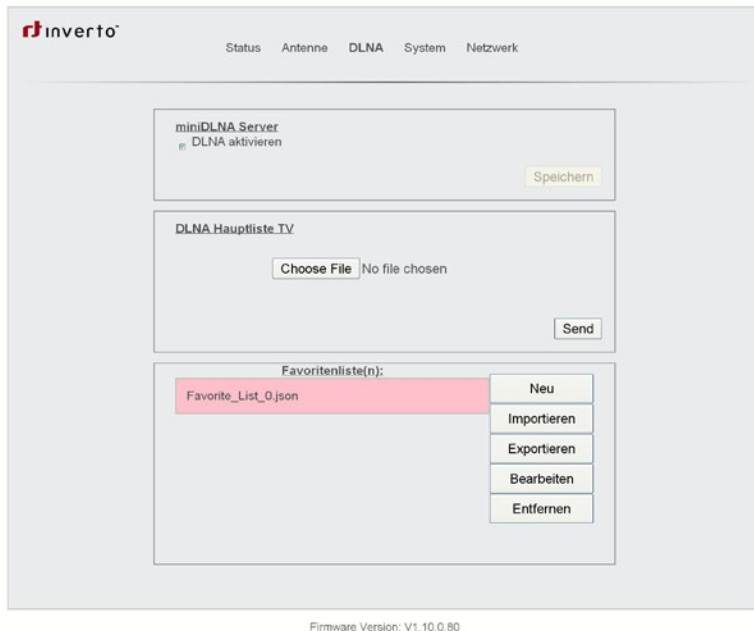 inverto
Status Antenne DLNA System Netzwerk
miniDLNA Server
DLNA aktivieren
Speichern
DLNA Hauptliste TV
Choose File No file chosen
Send
Favoritenliste(n):
Favorite_List_0.json
Neu
Importieren
Exportieren
Bearbeiten
Entfernen
Firmware Version: V1.10.0.80